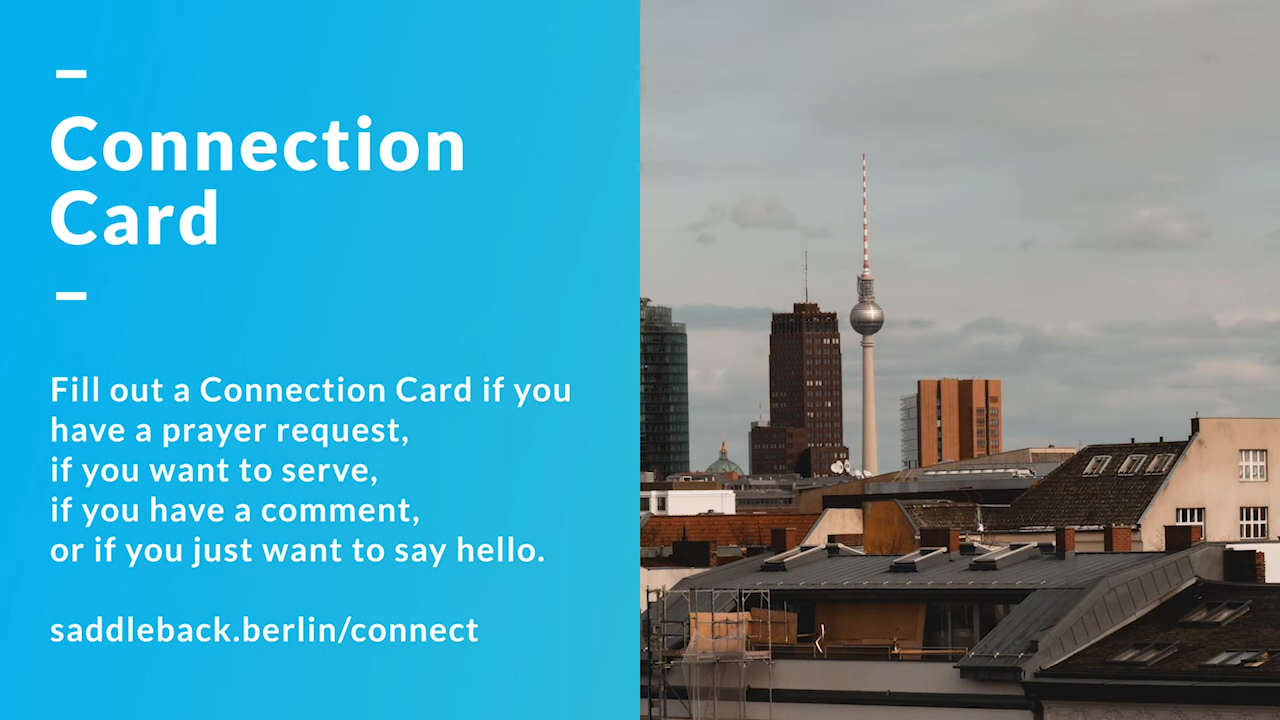 Connection
Card
Fill out a Connection Card if you
have a prayer request,
if you want to serve,
if you have a comment,
or if you just want to say hello.
saddleback.berlin/connect